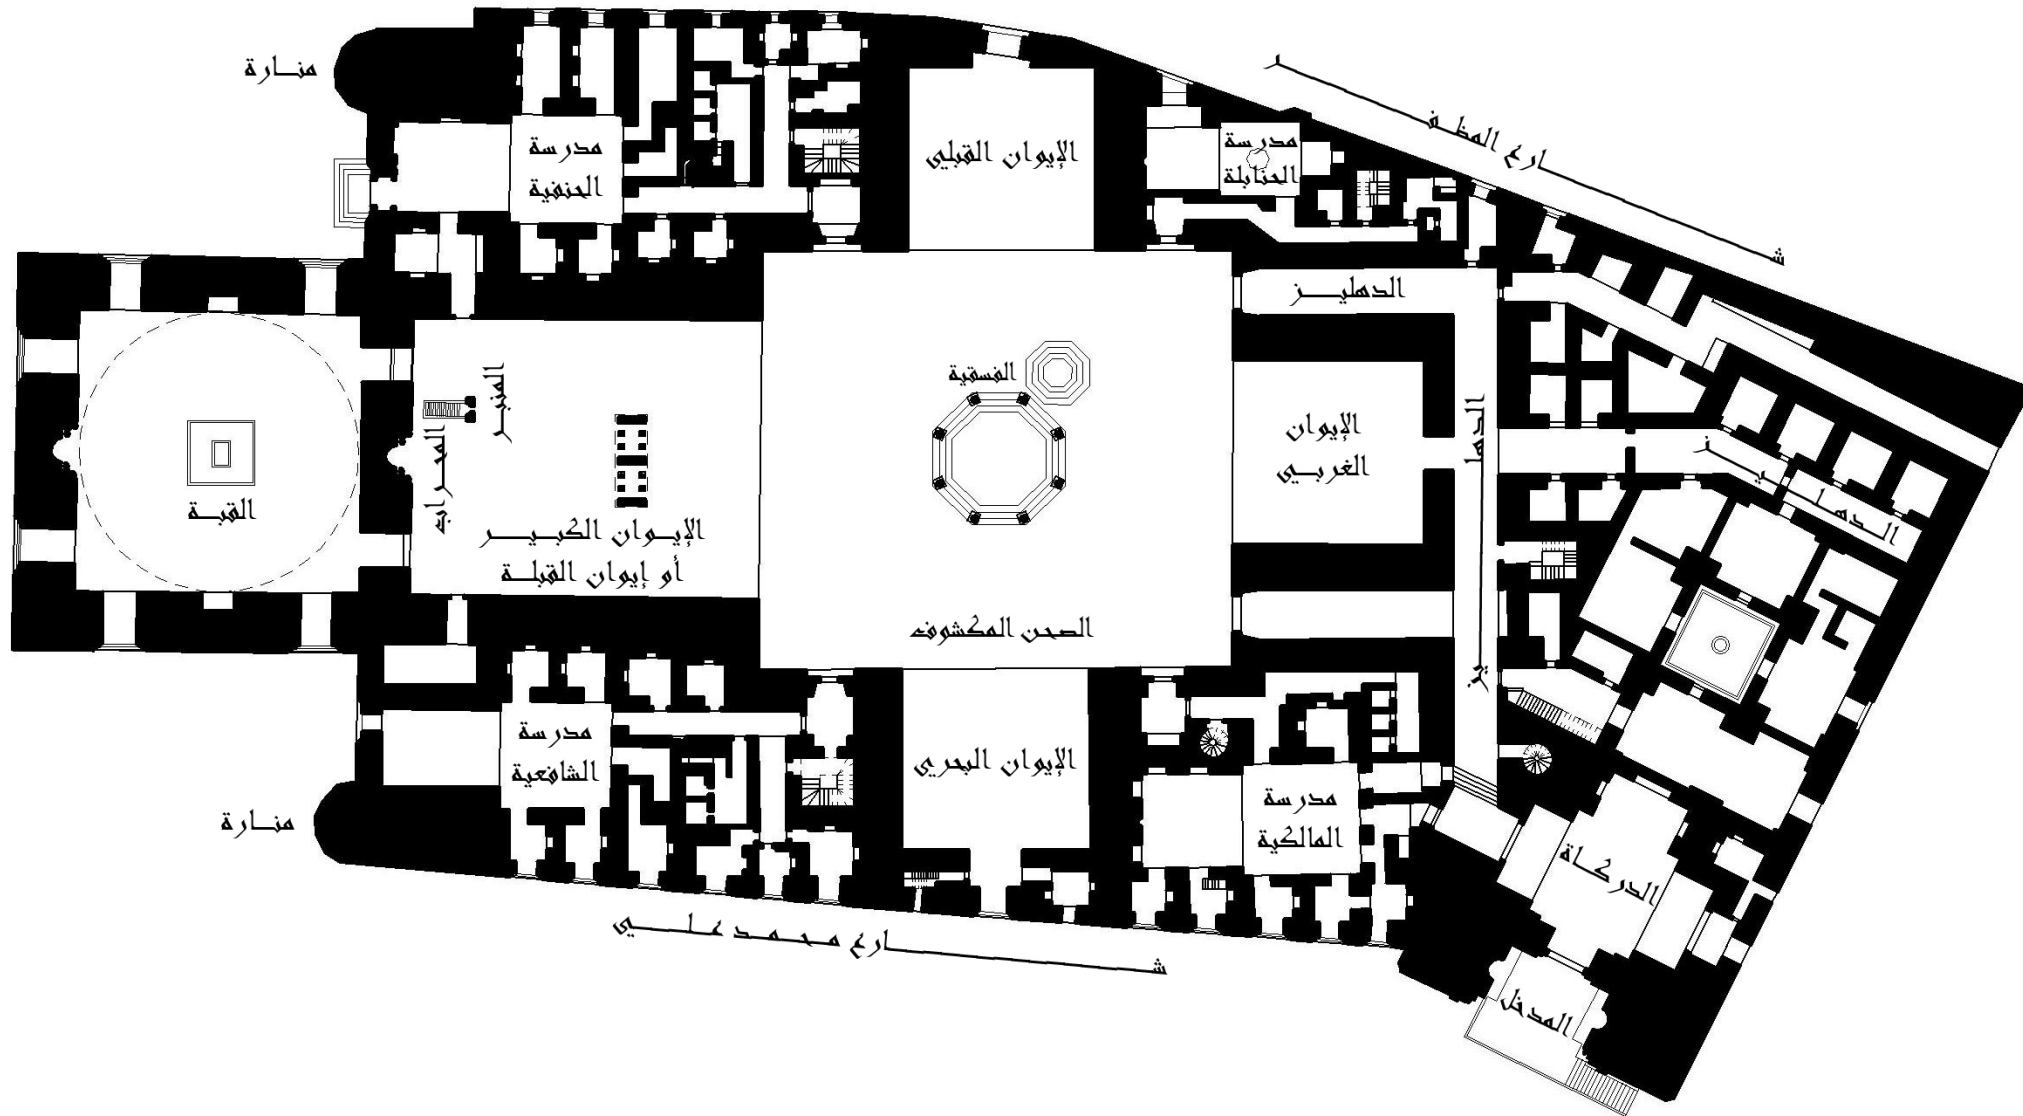 شارع المظفر
منارة
مدرسة
الحنفية
الإيوان القبلي
مدرسة
الحنابلة
الدهليز
الفسقية
المنبر
المحراب
القبة
الإيوان الكبير
أو إيوان القبلة
الإيوان
الغربي
الدهليز
الدهليز
الصحن المكشوف
مدرسة
الشافعية
الإيوان البحري
مدرسة
المالكية
منارة
الدركاة
شارع محمد علي
المدخل